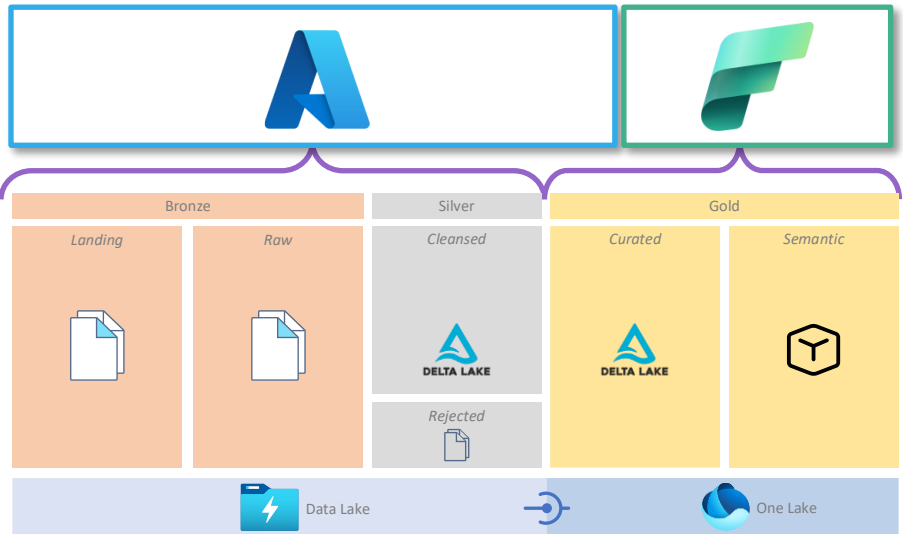 Bronze
Silver
Gold
Landing
Raw
Cleansed
Curated
Semantic
DELTA LAKE
DELTA LAKE
Rejected
Data Lake
One Lake